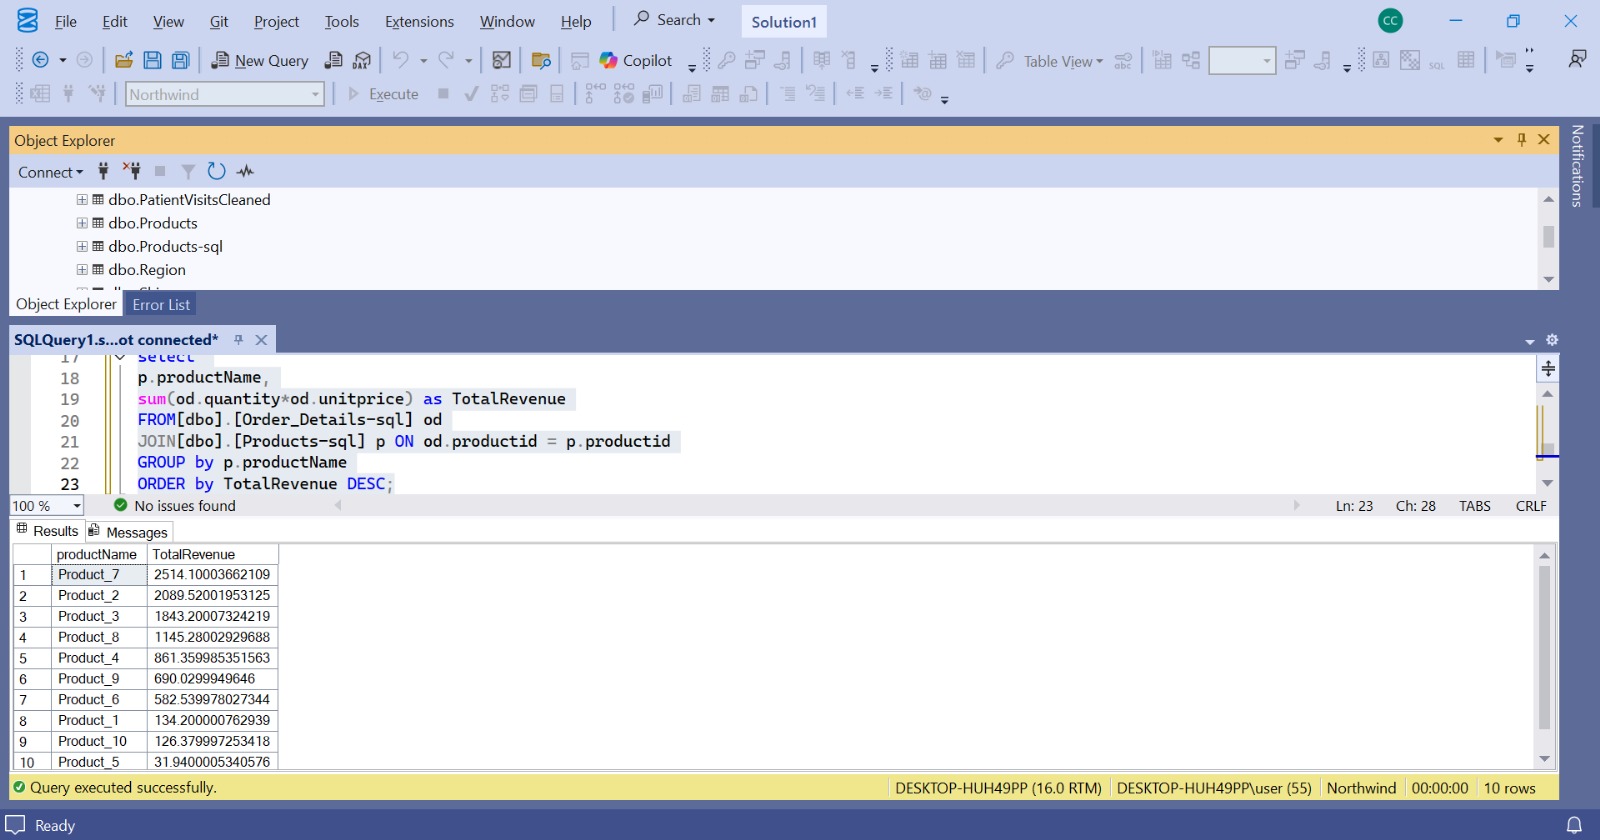 File Edit View Git Project Tools Extensions Window Help Search Solution1 CC
New Query DAX Copilot Table View abc SQL
Northwind Execute
Object Explorer
Connect
dbo.PatientVisitsCleaned
dbo.Products
dbo.Products-sql
dbo.Region
Object Explorer Error List
Notifications
SQLQuery1.s...ot connected*
17 select
18 p.productName,
19 sum(od.quantity*od.unitprice) as TotalRevenue
20 FROM[dbo].[Order_Details-sql] od
21 JOIN[dbo].[Products-sql] p ON od.productid = p.productid
22 GROUP by p.productName
23 ORDER by TotalRevenue DESC;
100 % No issues found Ln: 23 Ch: 28 TABS CRLF
Results Messages
productName TotalRevenue
1 Product_7 2514.10003662109
2 Product_2 2089.52001953125
3 Product_3 1843.20007324219
4 Product_8 1145.28002929688
5 Product_4 861.359985351563
6 Product_9 690.0299949646
7 Product_6 582.539978027344
8 Product_1 134.200000762939
9 Product_10 126.379997253418
10 Product_5 31.9400005340576
Query executed successfully. DESKTOP-HUH49PP (16.0 RTM) DESKTOP-HUH49PP\user (55) Northwind 00:00:00 10 rows
Ready